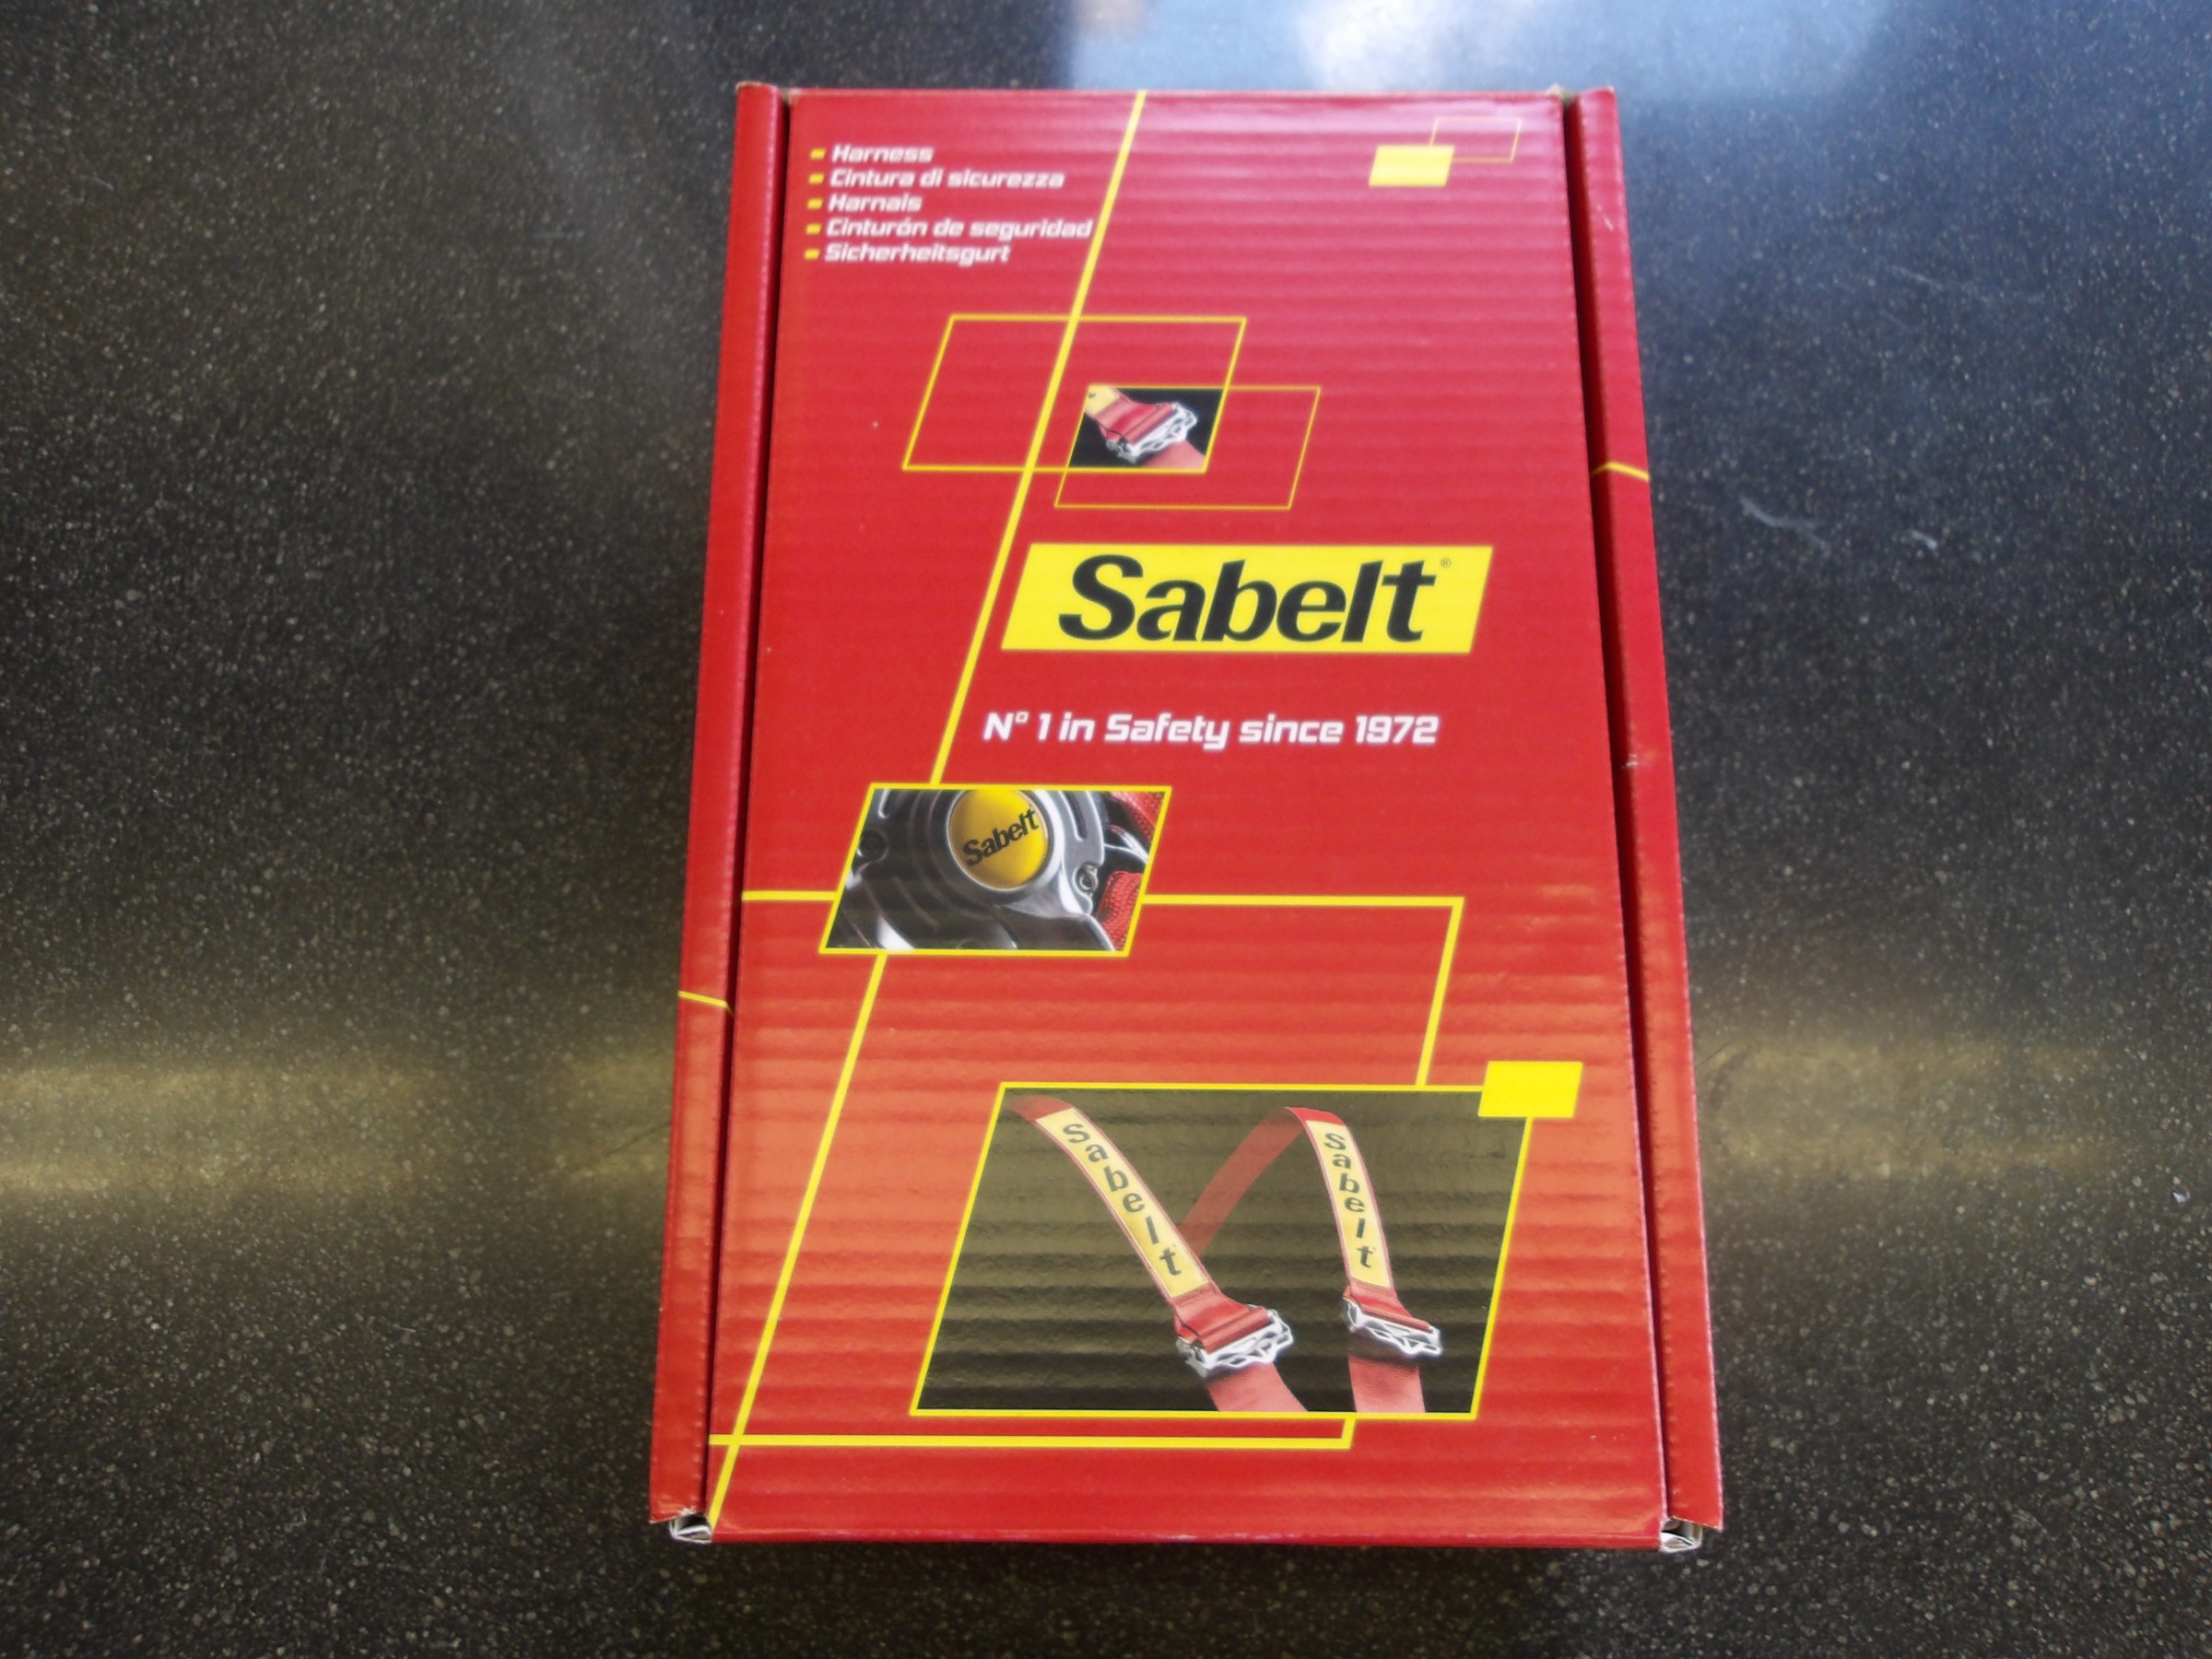 Harness
Cintura di sicurezza
Harnais
Cinturón de seguridad
Sicherheitsgurt
Sabelt®
N° 1 in Safety since 1972
Sabelt
Sabelt
Sabelt